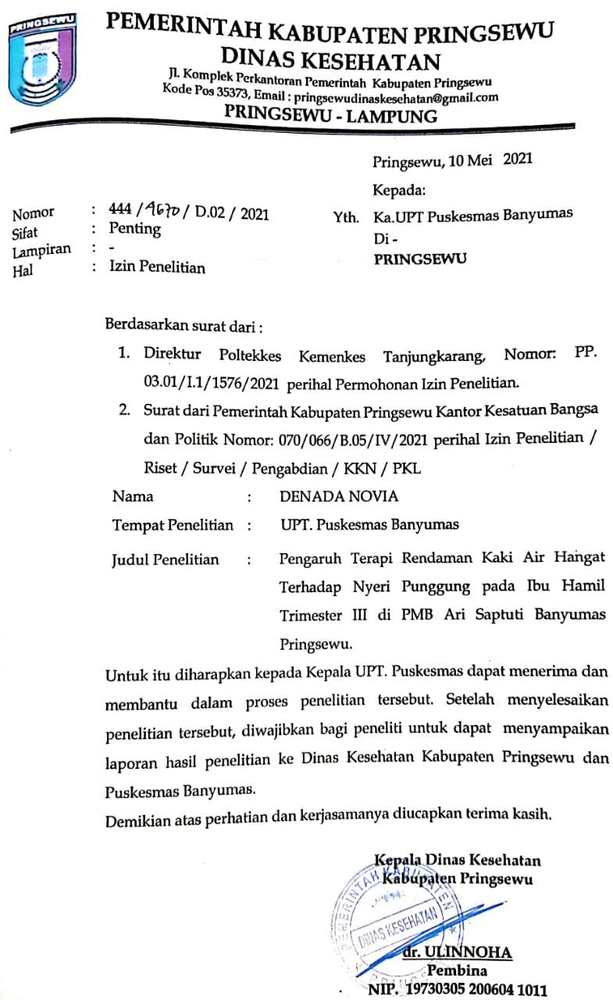 PRINGSEWU
PEMERINTAH KABUPATEN PRINGSEWU
DINAS KESEHATAN
Jl. Komplek Perkantoran Pemerintah Kabupaten Pringsewu
Kode Pos 35373, Email : pringsewudinaskesehatan@gmail.com
PRINGSEWU - LAMPUNG
Pringsewu, 10 Mei 2021
Kepada:
Nomor : 444 /1670/ D.02 / 2021
Sifat : Penting
Lampiran : -
Hal : Izin Penelitian
Yth. Ka.UPT Puskesmas Banyumas
Di -
PRINGSEWU
Berdasarkan surat dari :
1. Direktur Poltekkes Kemenkes Tanjungkarang, Nomor: PP.
03.01/I.1/1576/2021 perihal Permohonan Izin Penelitian.
2. Surat dari Pemerintah Kabupaten Pringsewu Kantor Kesatuan Bangsa
dan Politik Nomor: 070/066/B.05/IV/2021 perihal Izin Penelitian /
Riset / Survei / Pengabdian / KKN / PKL
Nama : DENADA NOVIA
Tempat Penelitian : UPT. Puskesmas Banyumas
Judul Penelitian : Pengaruh Terapi Rendaman Kaki Air Hangat
Terhadap Nyeri Punggung pada Ibu Hamil
Trimester III di PMB Ari Saptuti Banyumas
Pringsewu.
Untuk itu diharapkan kepada Kepala UPT. Puskesmas dapat menerima dan
membantu dalam proses penelitian tersebut. Setelah menyelesaikan
penelitian tersebut, diwajibkan bagi peneliti untuk dapat menyampaikan
laporan hasil penelitian ke Dinas Kesehatan Kabupaten Pringsewu dan
Puskesmas Banyumas.
Demikian atas perhatian dan kerjasamanya diucapkan terima kasih.
Kepala Dinas Kesehatan
Kabupaten Pringsewu
PEMERINTAH KABUPATEN
DINAS KESEHATAN
dr. ULINNOHA
Pembina
NIP. 19730305 200604 1011